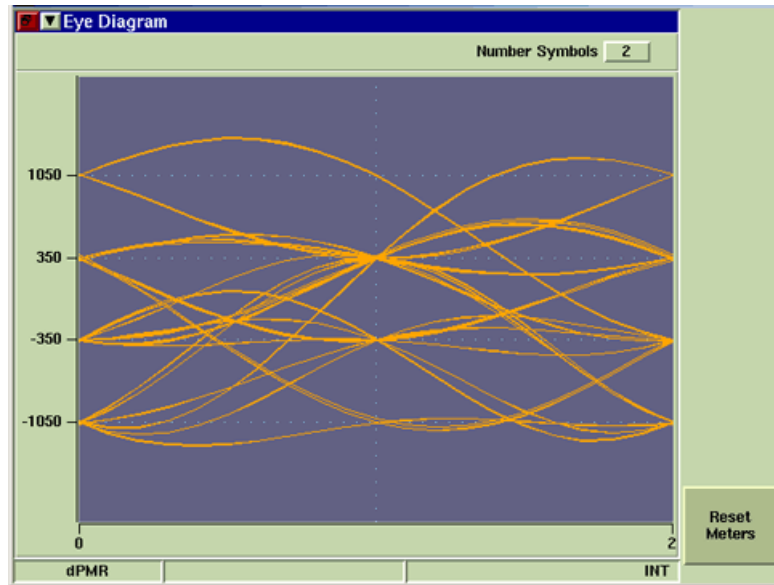 Eye Diagram
Number Symbols 2
1050
350
-350
-1050
0 2
Reset
Meters
dPMR INT